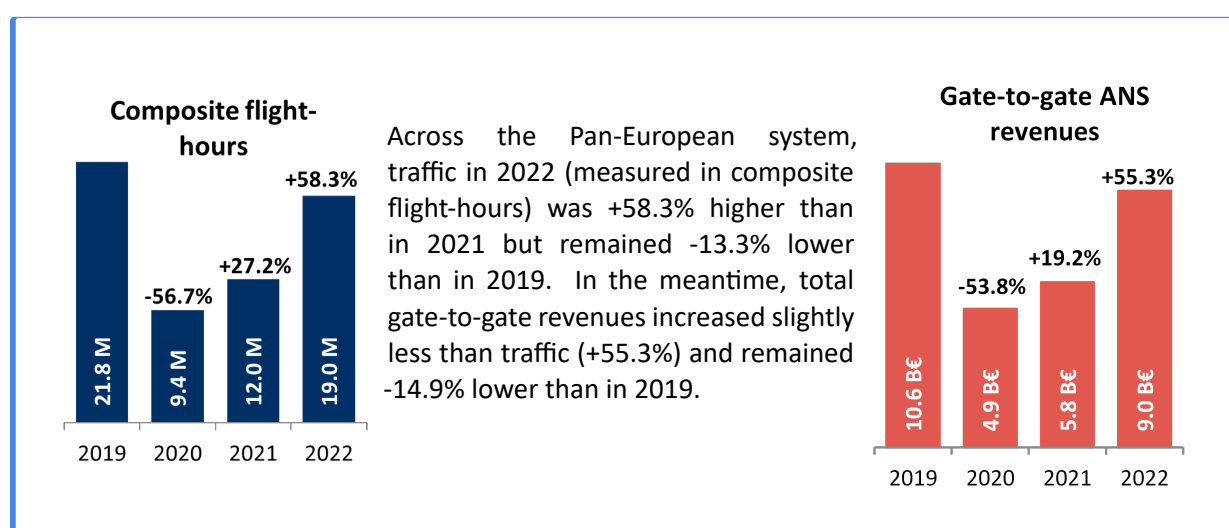 Composite flight-
hours
+58.3%
+27.2%
-56.7%
21.8 M
9.4 M
12.0 M
19.0 M
2019 2020 2021 2022
Across the Pan-European system,
traffic in 2022 (measured in composite
flight-hours) was +58.3% higher than
in 2021 but remained -13.3% lower
than in 2019. In the meantime, total
gate-to-gate revenues increased slightly
less than traffic (+55.3%) and remained
-14.9% lower than in 2019.
Gate-to-gate ANS
revenues
+55.3%
+19.2%
-53.8%
10.6 B€
4.9 B€
5.8 B€
9.0 B€
2019 2020 2021 2022